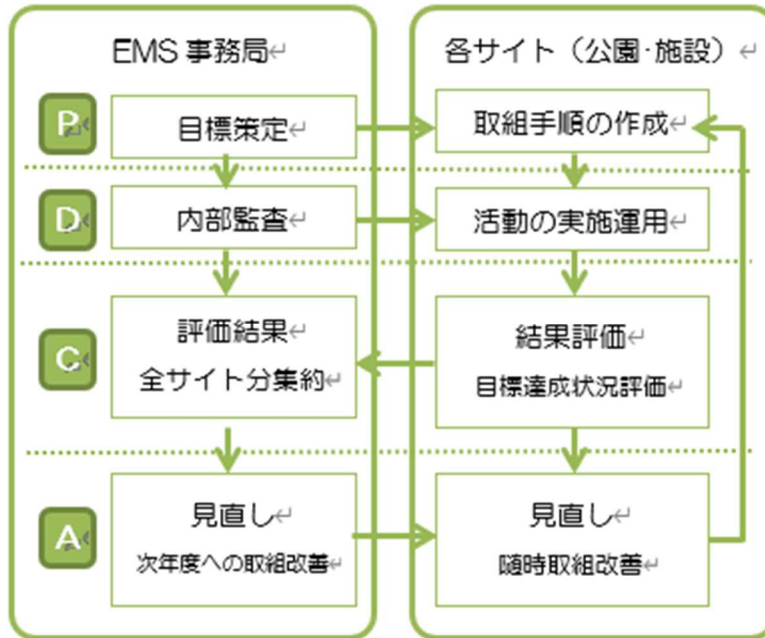 EMS 事務局↵
各サイト（公園･施設）↵
P
目標策定↵
取組手順の作成↵
D
内部監査↵
活動の実施運用↵
C
評価結果↵
全サイト分集約↵
結果評価↵
目標達成状況評価↵
A
見直し↵
次年度への取組改善↵
見直し↵
随時取組改善↵